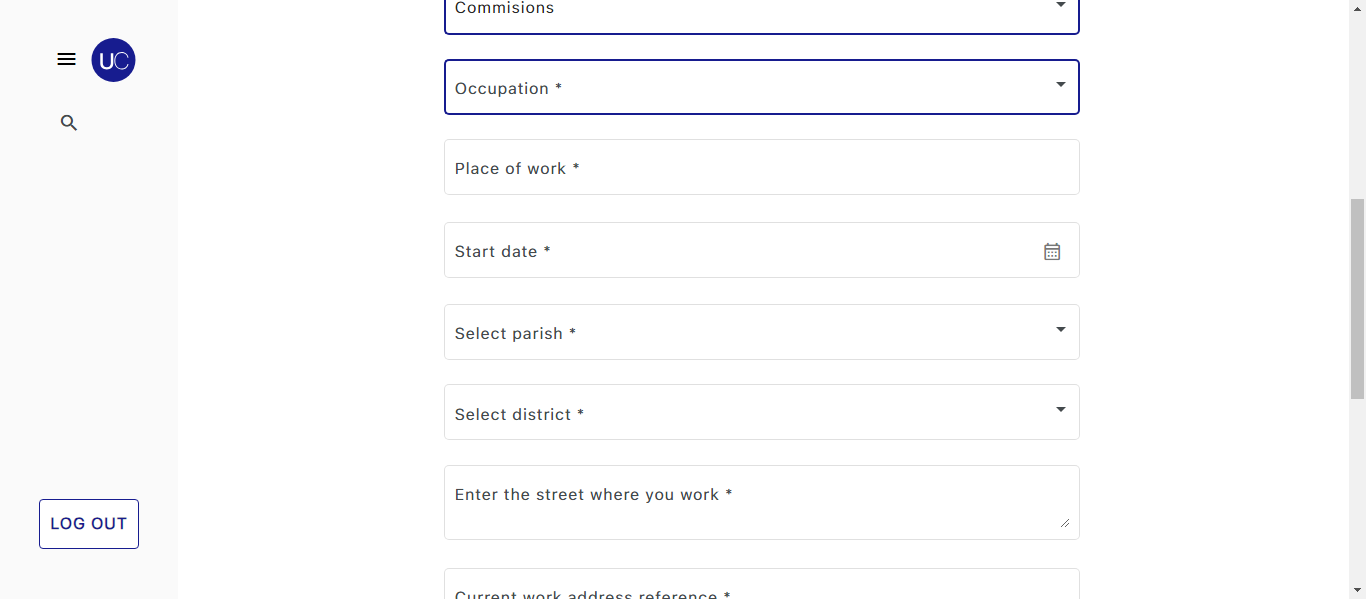 Commisions
UC
Occupation *
Place of work *
Start date *
Select parish *
Select district *
Enter the street where you work *
LOG OUT
Current work address reference *